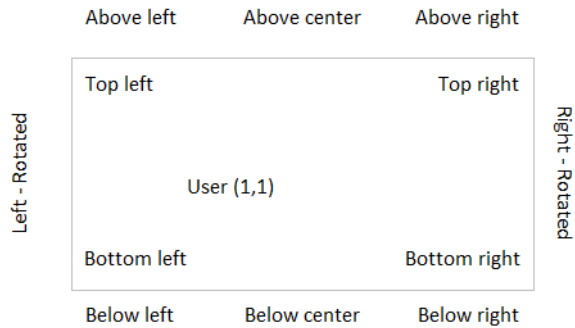 Above left Above center Above right
Top left Top right
Left - Rotated
Right - Rotated
User (1,1)
Bottom left Bottom right
Below left Below center Below right